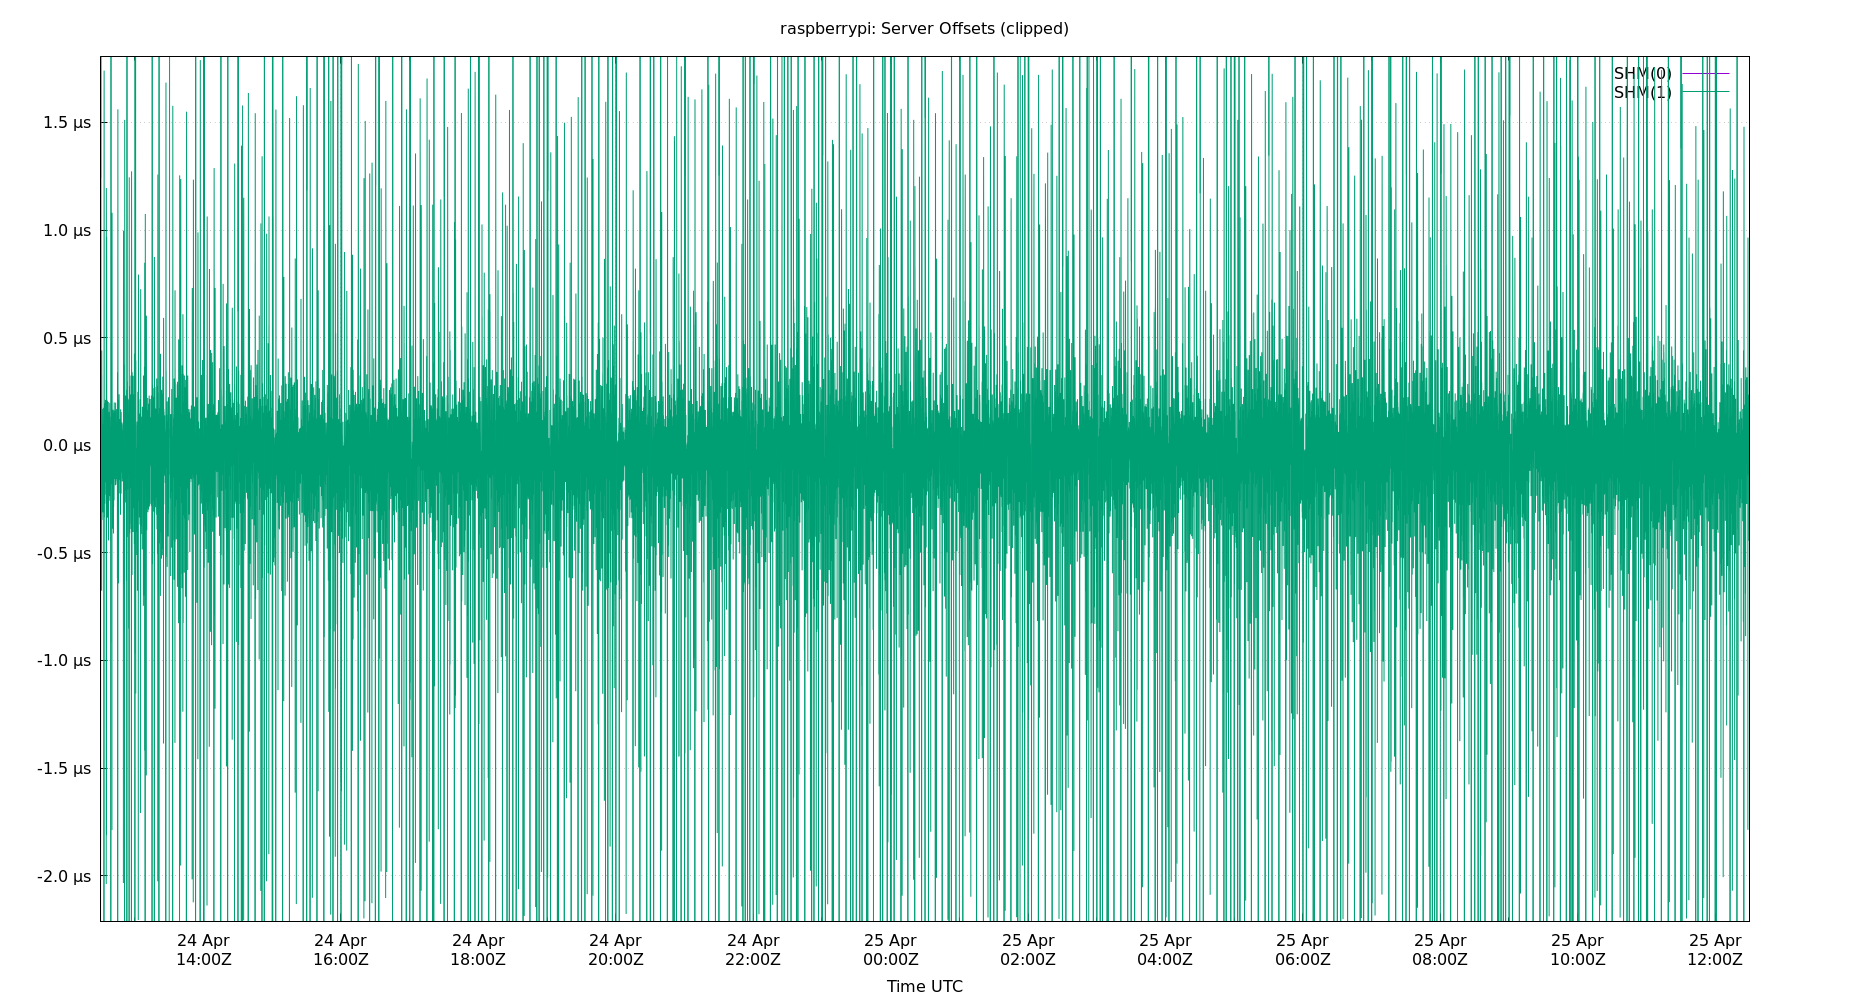 raspberrypi: Server Offsets (clipped)
SHM(0)
SHM(1)
1.5 µs
1.0 µs
0.5 µs
0.0 µs
-0.5 µs
-1.0 µs
-1.5 µs
-2.0 µs
24 Apr 24 Apr 24 Apr 24 Apr 24 Apr 25 Apr 25 Apr 25 Apr 25 Apr 25 Apr 25 Apr 25 Apr
14:00Z 16:00Z 18:00Z 20:00Z 22:00Z 00:00Z 02:00Z 04:00Z 06:00Z 08:00Z 10:00Z 12:00Z
Time UTC